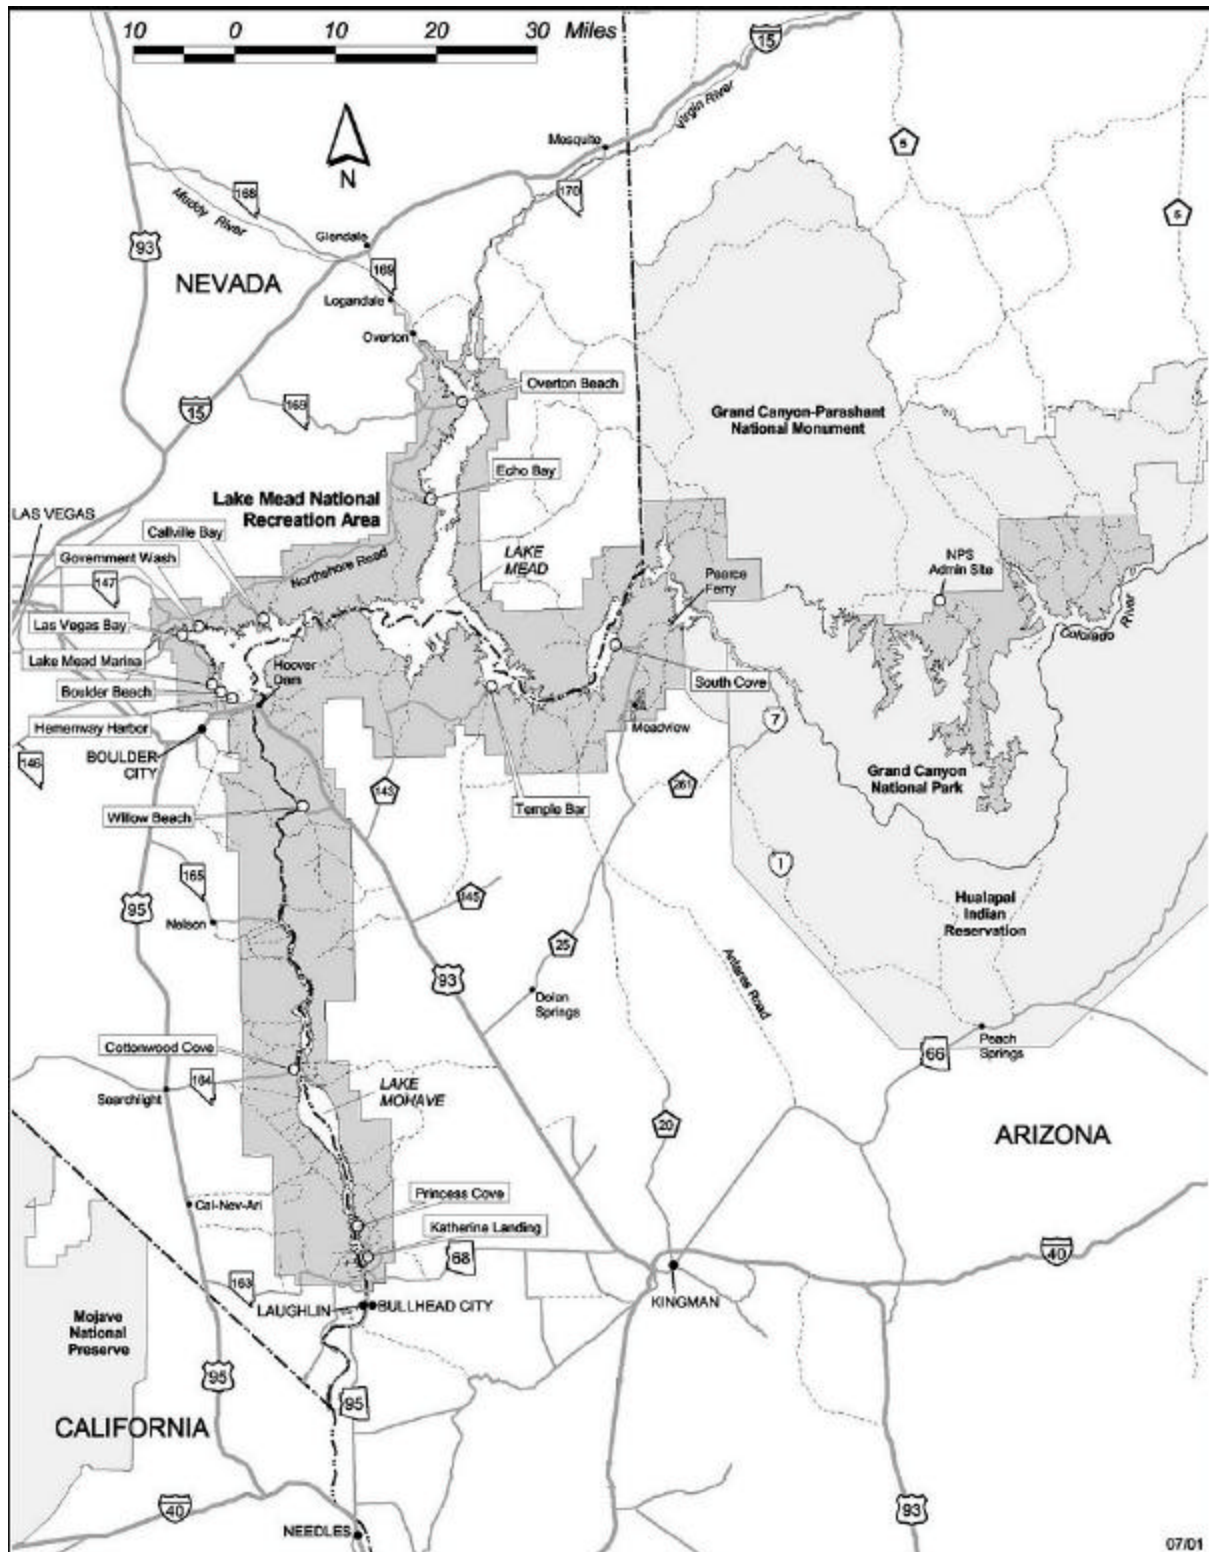 10 0 10 20 30 Miles
15
Virgin River
Mesquite
5
N
170
168
5
Muddy River
93
Glendale
NEVADA
169
Logandale
Overton
Overton Beach
15
169
Grand Canyon-Parashant
National Monument
Echo Bay
Lake Mead National
Recreation Area
LAS VEGAS
Callville Bay
Government Wash
Northshore Road
LAKE
MEAD
NPS
Admin Site
147
Pearce
Ferry
Las Vegas Bay
Colorado River
Lake Mead Marina
Hoover
Dam
South Cove
Boulder Beach
7
Hemenway Harbor
Meadview
BOULDER
CITY
146
Grand Canyon
National Park
143
261
Temple Bar
Willow Beach
1
165
145
95
Hualapai
Indian
Reservation
Nelson
25
Antares Road
93
Dolan
Springs
Peach
Springs
66
Cottonwood Cove
164
LAKE
MOHAVE
Searchlight
20
ARIZONA
Princess Cove
Cal-Nev-Ari
Katherine Landing
68
40
163
LAUGHLIN
BULLHEAD CITY
KINGMAN
Mojave
National
Preserve
95
95
CALIFORNIA
40
93
NEEDLES
07/01